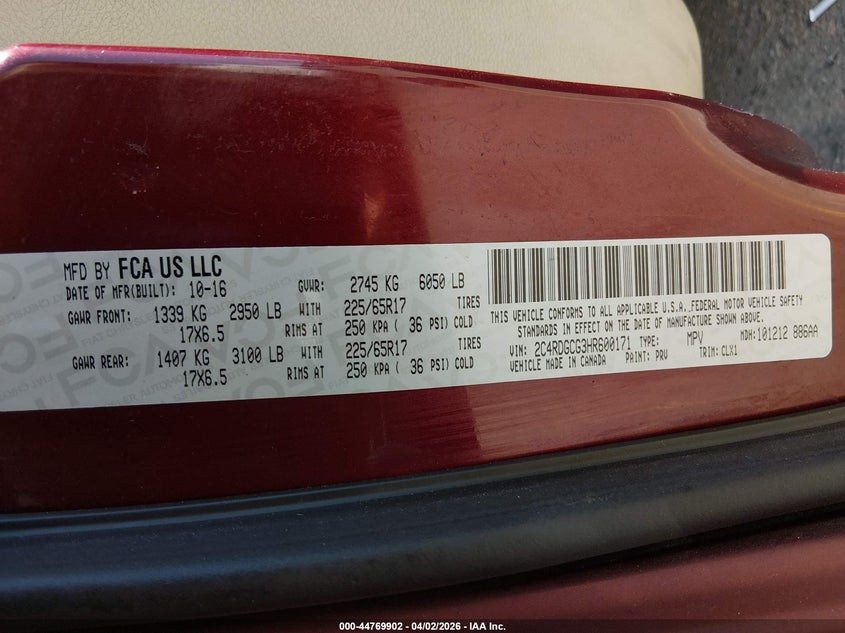 MFD BY FCA US LLC
DATE OF MFR(BUILT): 10-16 GVWR: 2745 KG 6050 LB
GAWR FRONT: 1339 KG 2950 LB WITH 225/65R17 TIRES
17X6.5 RIMS AT 250 KPA ( 36 PSI) COLD
GAWR REAR: 1407 KG 3100 LB WITH 225/65R17 TIRES
17X6.5 RIMS AT 250 KPA ( 36 PSI) COLD
THIS VEHICLE CONFORMS TO ALL APPLICABLE U.S.A. FEDERAL MOTOR VEHICLE SAFETY
STANDARDS IN EFFECT ON THE DATE OF MANUFACTURE SHOWN ABOVE.
VIN: 2C4RDGCG3HR600171 TYPE: MPV MDH:101212 886AA
VEHICLE MADE IN CANADA PAINT: PRV TRIM: CLX1
000-44769902 - 04/02/2026 - IAA Inc.